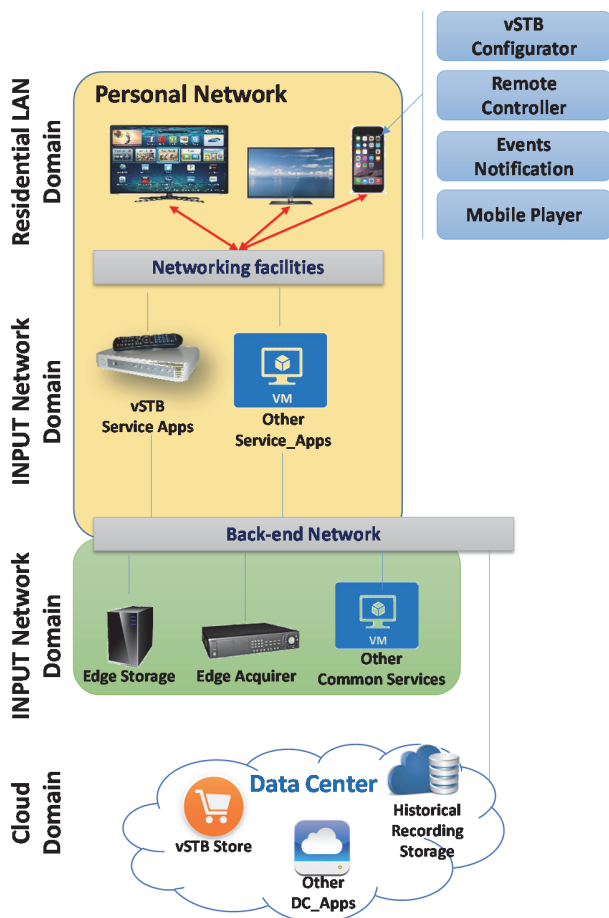 vSTB
Configurator
Remote
Controller
Events
Notification
Mobile Player
Residential LAN
Domain
Personal Network
Networking facilities
INPUT Network
Domain
vSTB
Service Apps
VM
Other
Service_Apps
Back-end Network
INPUT Network
Domain
Edge Storage
Edge Acquirer
VM
Other
Common Services
Cloud
Domain
Data Center
vSTB Store
Other
DC_Apps
Historical
Recording
Storage